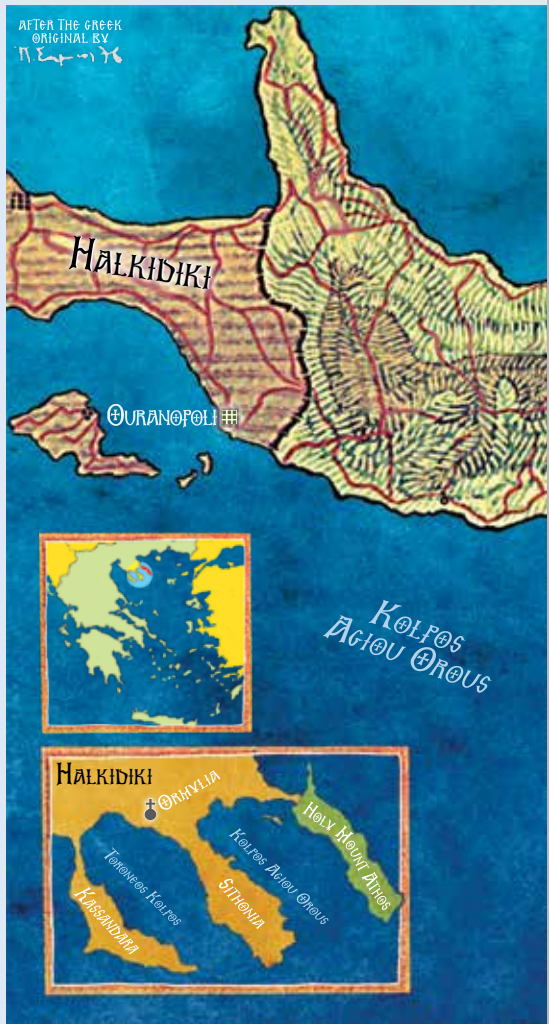 AFTER THE GREEK
ORIGINAL BY
HALKIDIKI
OURANOPOLI
KOLPOS
AGIOU OROUS
HALKIDIKI
ORMYLIA
HOLY MOUNT ATHOS
KOLPOS AGIOU OROUS
TORONEOS KOLPOS
SITHONIA
KASSANDARA